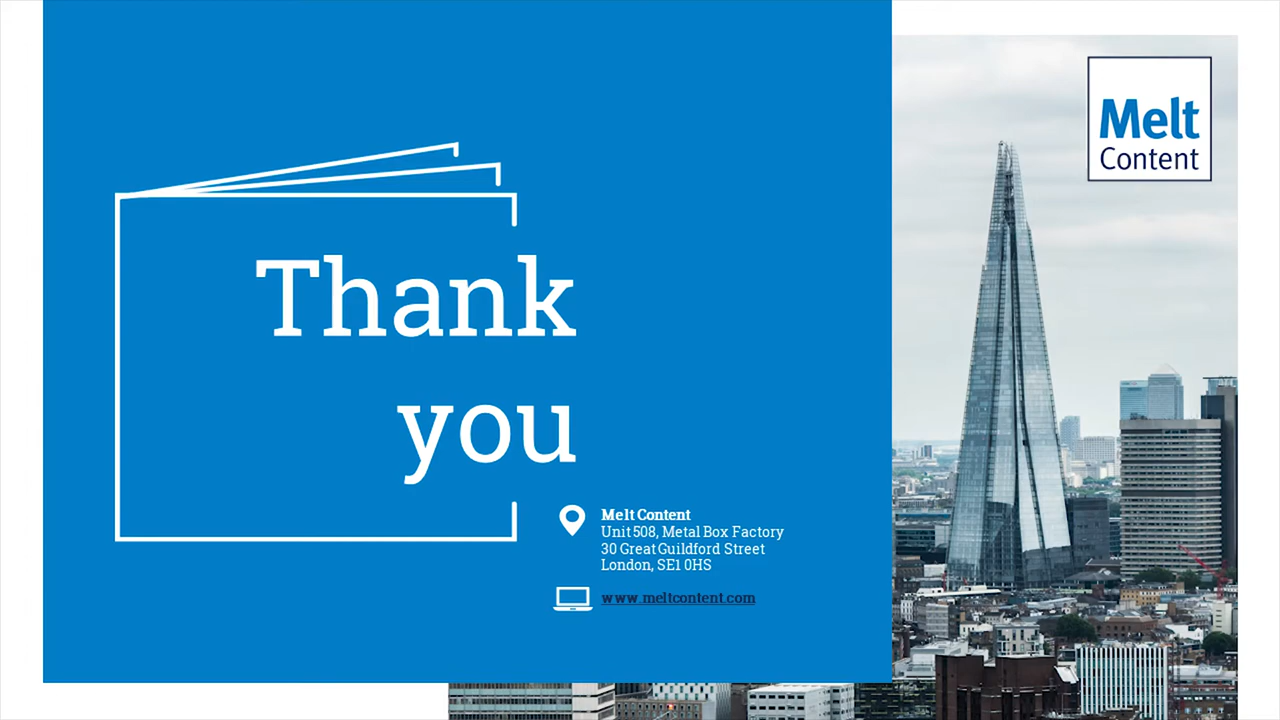 Thank
you
Melt Content
Unit 508, Metal Box Factory
30 Great Guildford Street
London, SE1 0HS
www.meltcontent.com
Melt
Content